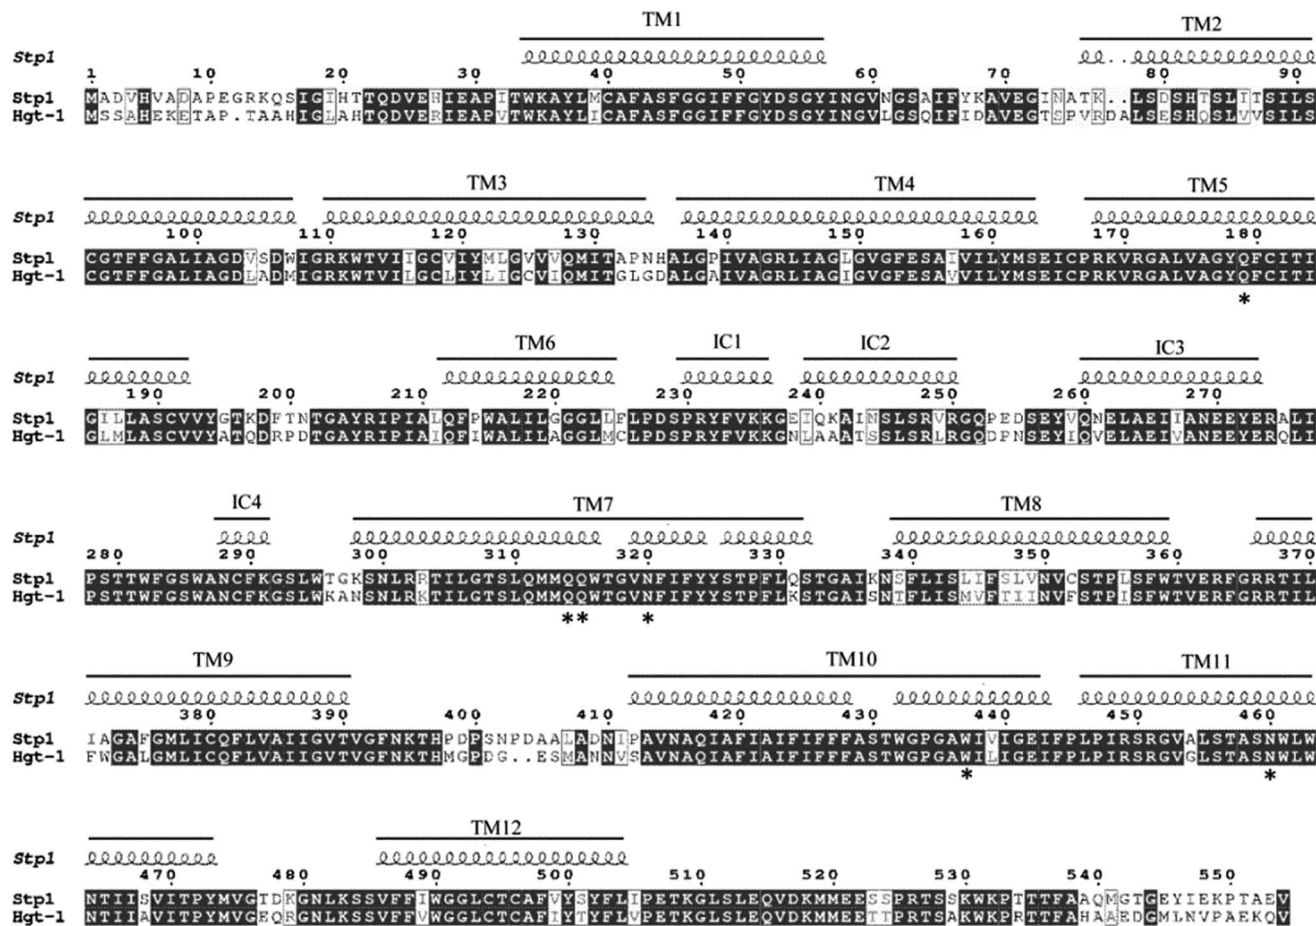 TM1 TM2
Stp1
1 10 20 30 40 50 60 70 80 90
Stp1 MADVHVADAPEGRKQSIGIHTTQDVEHIEAPITWKAYLMCAFASFGGIFFGYDSGYINGVNGSAIFYKAVEGINATK..LSDSHTSLITSILS
Hgt-1 MSSAHEKETAP.TAAHIGLAHTQDVERIEAPVTWKAYLICAFASFGGIFFGYDSGYINGVLGSQIFIDAVEGTSPVRDALSESHQSLVVSILS
TM3 TM4 TM5
Stp1
100 110 120 130 140 150 160 170 180
Stp1 CGTFFGALIAGDVSDWIGRKWTVIIGCVIYMLGVVVQMITAPNHALGPIVAGRLIAGLGVGFESAIVILYMSEICPRKVRGALVAGYQFCITI
Hgt-1 CGTFFGALIAGDLADMIGRKWTVILGCLIYLIGCVIQMITGLGDALGAIVAGRLIAGIGVGFESAVVILYMSEICPRKVRGALVAGYQFCITI
*
TM6 IC1 IC2 IC3
Stp1
190 200 210 220 230 240 250 260 270
Stp1 GILLASCVVYGTKDFTNTGAYRIPIALQFPWALILGGGLLFLPDSPRYFVKKGEIQKAINSLSRVRGQPEDSEYVQNELAEIIANEEYERALI
Hgt-1 GLMLASCVVYATQDRPDTGAYRIPIAIQFIWALILAGGLMCLPDSPRYFVKKGNLAAATSSLSRLRGQDPNSEYIQVELAEIVANEEYERQLI
IC4 TM7 TM8
Stp1
280 290 300 310 320 330 340 350 360 370
Stp1 PSTTWFGSWANCFKGSLWTGKSNLRRTILGTSLQMMQQWTGVNFIFYYSTPFLQSTGAIKNSFLISLIFSLVNVCSTPLSFWTVERFGRRTIL
Hgt-1 PSTTWFGSWANCFKGSLWKANSNLRKTILGTSLQMMQQWTGVNFIFYYSTPFLKSTGAISNTFLISMVFTIINVFSTPISFWTVERFGRRTIL
** *
TM9 TM10 TM11
Stp1
380 390 400 410 420 430 440 450 460
Stp1 IAGAFGMLICQFLVAIIGVTVGFNKTHPDPSNPDAALADNIPAVNAQIAFIAIFIFFFASTWGPGAWIVIGEIFPLPIRSRGVALSTASNWLW
Hgt-1 FWGALGMLICQFLVAIIGVTVGFNKTHMGPDG..ESMANNVSAVNAQIAFIAIFIFFFASTWGPGAWILIGEIFPLPIRSRGVGLSTASNWLW
* *
TM12
Stp1
470 480 490 500 510 520 530 540 550
Stp1 NTIISVITPYMVGTDKGNLKSSVFFIWGGLCTCAFVYSYFLIPETKGLSLEQVDKMMEESSPRTSSKWKPTTTFAAQMGTGEYIEKPTAEV
Hgt-1 NTIIAVITPYMVGEQRGNLKSSVFFVWGGLCTCAFIYTYFLVPETKGLSLEQVDKMMEETTPRTSAKWKPRTTFAHAAEDGMLNVPAEKQV